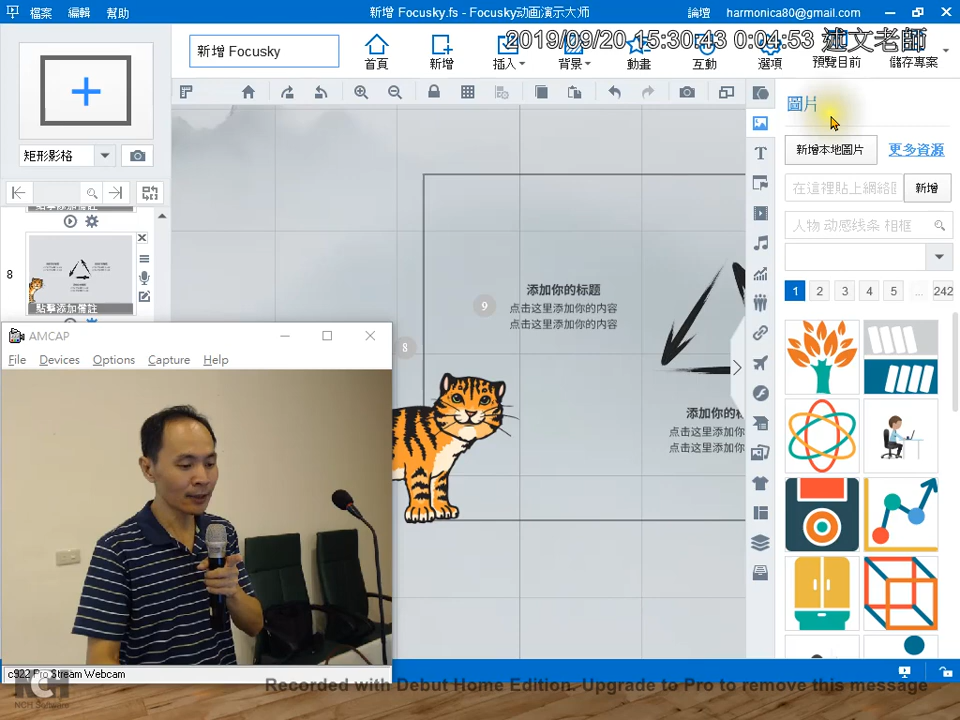 檔案 編輯 幫助 新增 Focusky.fs - Focusky动画演示大师 論壇 harmonica80@gmail.com
2019/09/20 15:30:43 0:04:53 述文老師
新增 Focusky
首頁 新增 插入 背景 動畫 互動 選項 預覽目前 儲存專案
圖片
新增本地圖片 更多資源
矩形影格
在這裡貼上網絡圖 新增
人物 动感线条 相框
1 2 3 4 5 ... 242
8
點擊添加備註
9
添加你的标题
点击这里添加你的内容
点击这里添加你的内容
8
添加你的
点击这里添加你
点击这里添加你
AMCAP
File Devices Options Capture Help
c922 Pro Stream Webcam
NCH Software
Recorded with Debut Home Edition. Upgrade to Pro to remove this message